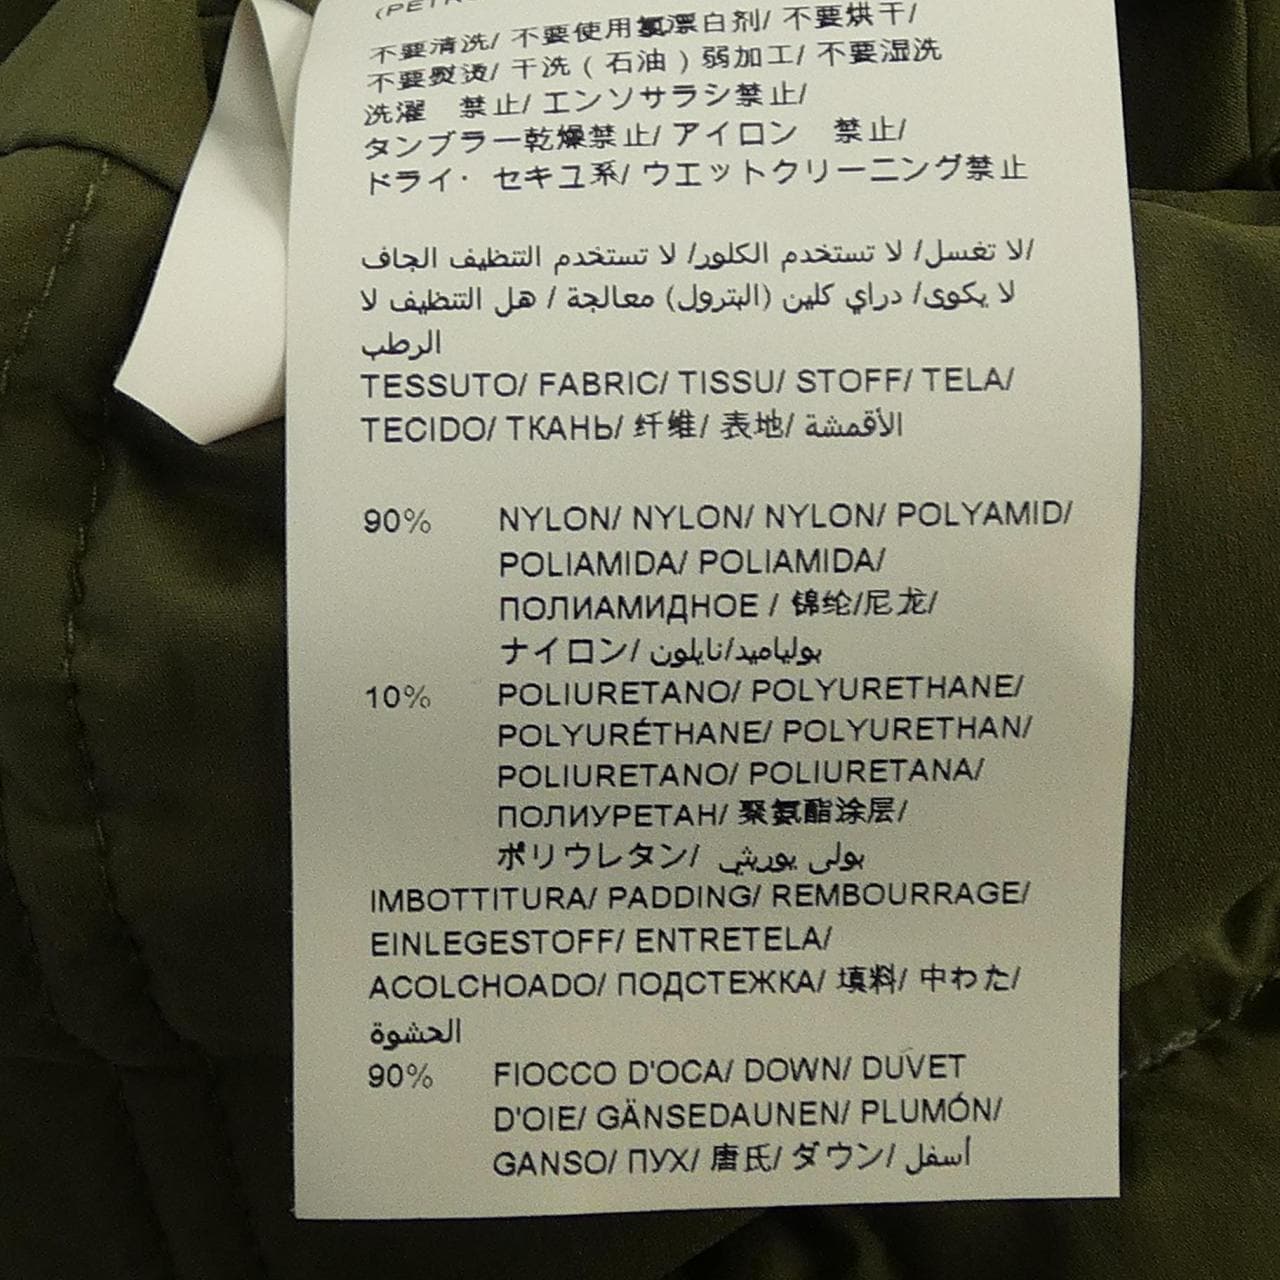 (PETR
不要清洗/ 不要使用氯漂白剂/ 不要烘干/
不要熨烫/ 干洗 ( 石油 ) 弱加工/ 不要湿洗
洗濯 禁止/ エンソサラシ禁止/
タンブラー乾燥禁止/ アイロン 禁止/
ドライ・ セキユ系/ ウエットクリーニング禁止
لا تغسل/ لا تستخدم الكلور/ لا تستخدم التنظيف الجاف/
لا يكوى/ دراي كلين (البترول) معالجة / هل التنظيف لا
الرطب
TESSUTO/ FABRIC/ TISSU/ STOFF/ TELA/
TECIDO/ ТКАНЬ/ 纤维/ 表地/ الأقمشة
90% NYLON/ NYLON/ NYLON/ POLYAMID/
POLIAMIDA/ POLIAMIDA/
ПОЛИАМИДНОЕ / 锦纶/尼龙/
ナイロン/ بولياميد/نايلون
10% POLIURETANO/ POLYURETHANE/
POLYURÉTHANE/ POLYURETHAN/
POLIURETANO/ POLIURETANA/
ПОЛИУРЕТАН/ 聚氨酯涂层/
ポリウレタン/ بولى يوريثي
IMBOTTITURA/ PADDING/ REMBOURRAGE/
EINLEGESTOFF/ ENTRETELA/
ACOLCHOADO/ ПОДСТЕЖКА/ 填料/ 中わた/
الحشوة
90% FIOCCO D'OCA/ DOWN/ DUVET
D'OIE/ GÄNSEDAUNEN/ PLUMÓN/
GANSO/ ПУХ/ 唐氏/ ダウン/ أسفل